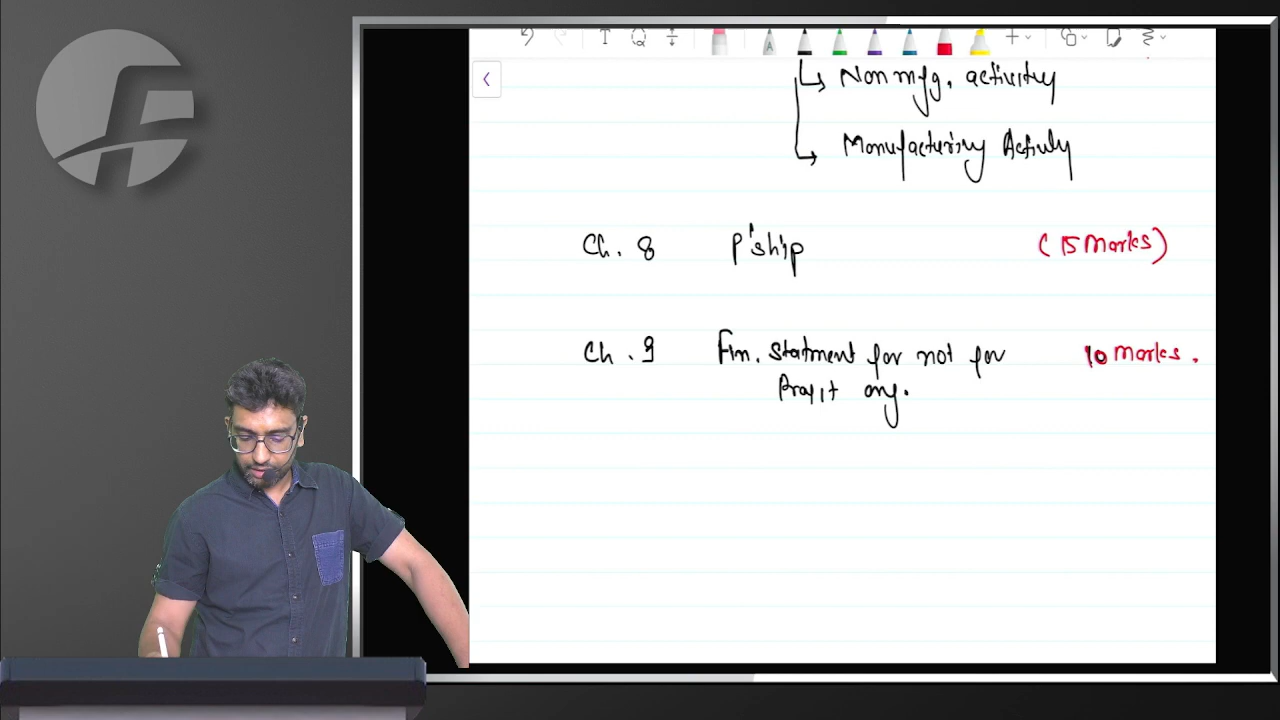 Non mfg. activity
Manufacturing Activity
Ch. 8 P'ship (15 Marks)
Ch. 9 Fin. Statment for not for 10 marks.
Profit org.